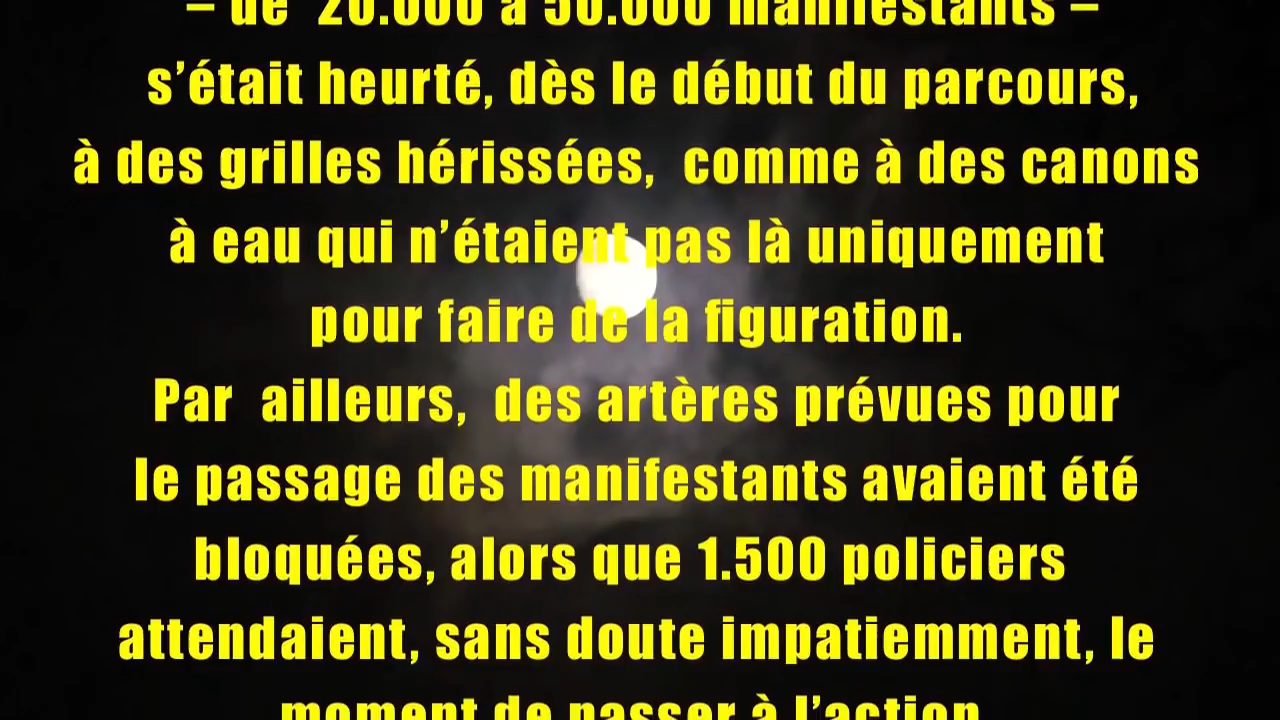 – de  20.000 à 50.000 manifestants –
s’était heurté, dès le début du parcours,
à des grilles hérissées,  comme à des canons
à eau qui n’étaient pas là uniquement
pour faire de la figuration.
Par  ailleurs,  des artères prévues pour
le passage des manifestants avaient été
bloquées, alors que 1.500 policiers
attendaient, sans doute impatiemment, le
moment de passer à l’action